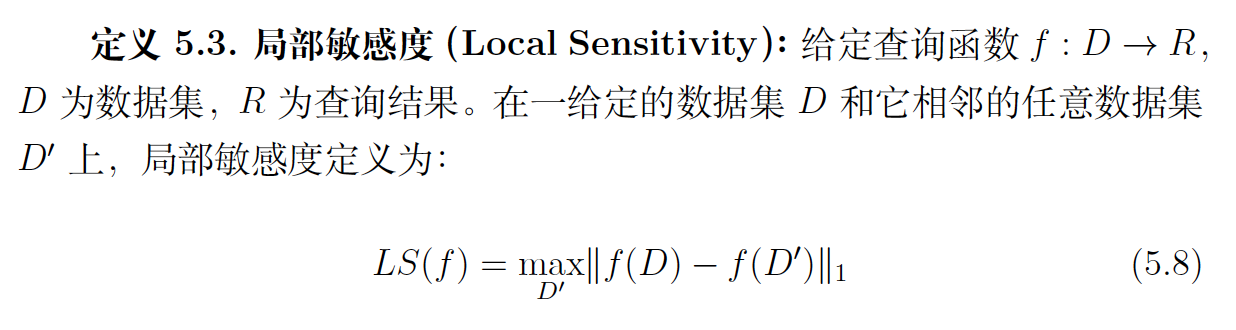 定义 5.3. 局部敏感度 (Local Sensitivity): 给定查询函数 f : D → R,
D 为数据集, R 为查询结果。在一给定的数据集 D 和它相邻的任意数据集
D′ 上, 局部敏感度定义为:
LS(f) = max_{D′} ‖f(D) − f(D′)‖₁ (5.8)